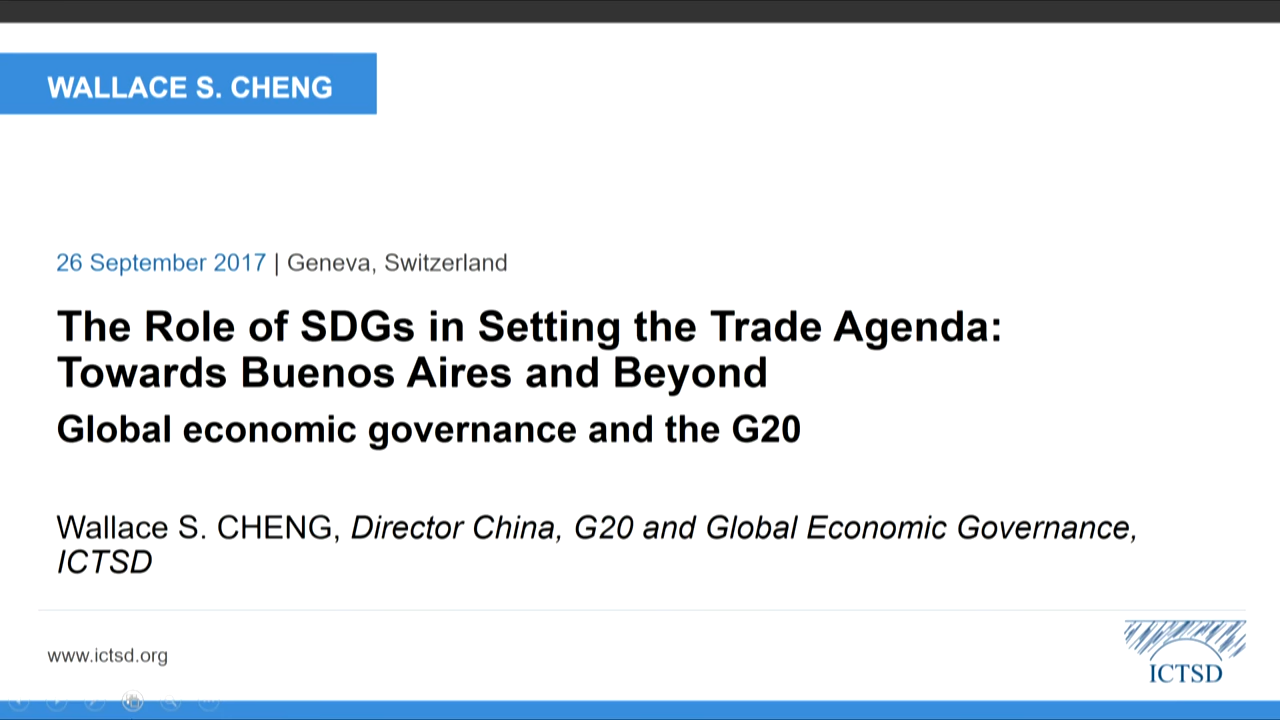 WALLACE S. CHENG
26 September 2017 | Geneva, Switzerland
The Role of SDGs in Setting the Trade Agenda:
Towards Buenos Aires and Beyond
Global economic governance and the G20
Wallace S. CHENG, Director China, G20 and Global Economic Governance,
ICTSD
www.ictsd.org
ICTSD